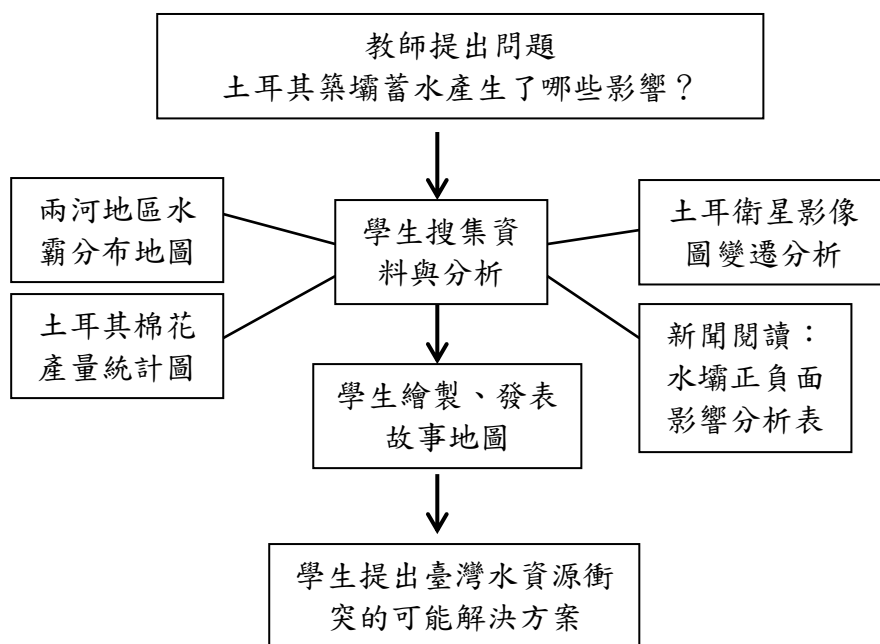 教師提出問題
土耳其築壩蓄水產生了哪些影響？
兩河地區水
霸分布地圖
土耳其棉花
產量統計圖
學生搜集資
料與分析
土耳衛星影像
圖變遷分析
新聞閱讀：
水壩正負面
影響分析表
學生繪製、發表
故事地圖
學生提出臺灣水資源衝
突的可能解決方案